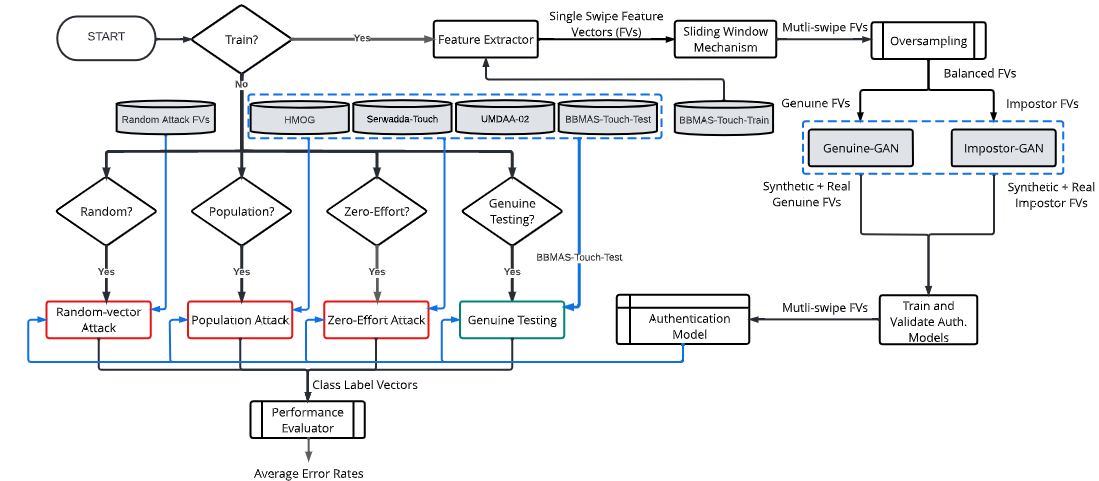 START
Train?
Yes
Feature Extractor
Single Swipe Feature
Vectors (FVs)
Sliding Window
Mechanism
Mutli-swipe FVs
Oversampling
Balanced FVs
No
Random Attack FVs
HMOG
Serwadda-Touch
UMDAA-02
BBMAS-Touch-Test
BBMAS-Touch-Train
Genuine FVs
Impostor FVs
Genuine-GAN
Impostor-GAN
Synthetic + Real
Genuine FVs
Synthetic + Real
Impostor FVs
Random?
Population?
Zero-Effort?
Genuine
Testing?
BBMAS-Touch-Test
Yes
Yes
Yes
Yes
Random-vector
Attack
Population Attack
Zero-Effort Attack
Genuine Testing
Authentication
Model
Mutli-swipe FVs
Train and
Validate Auth.
Models
Class Label Vectors
Performance
Evaluator
Average Error Rates